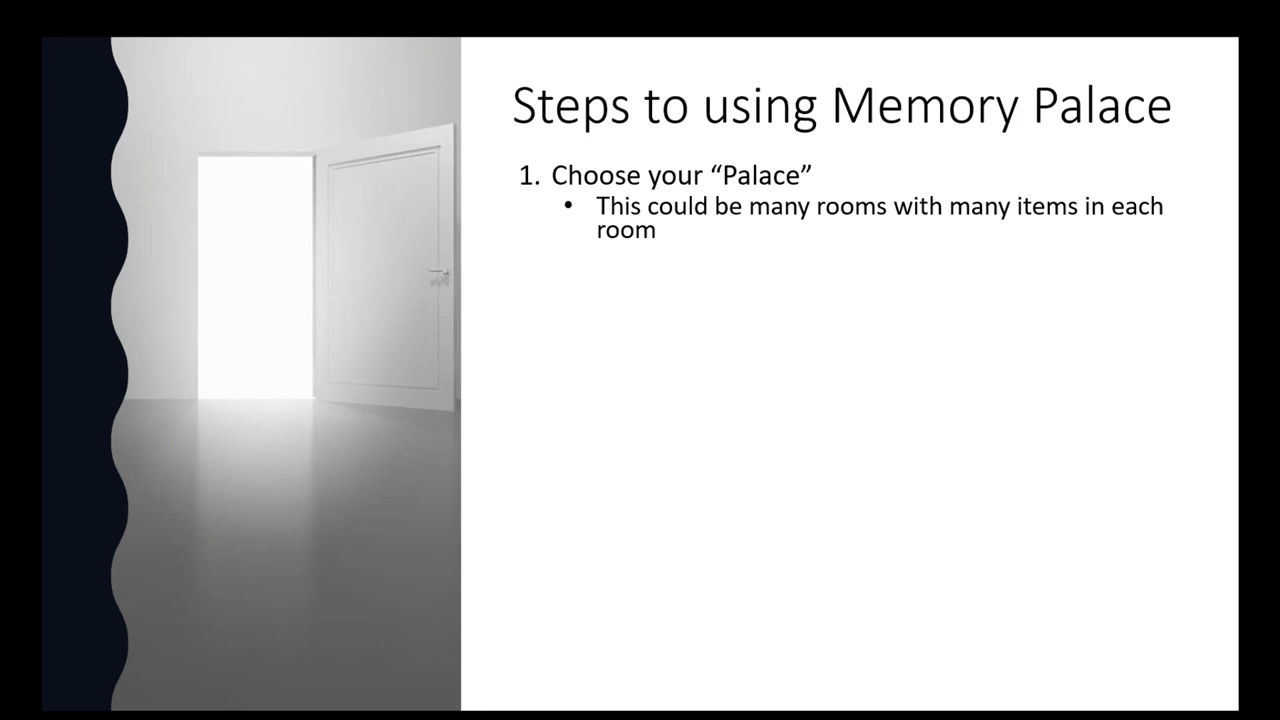 Steps to using Memory Palace
1. Choose your “Palace”
• This could be many rooms with many items in each
room